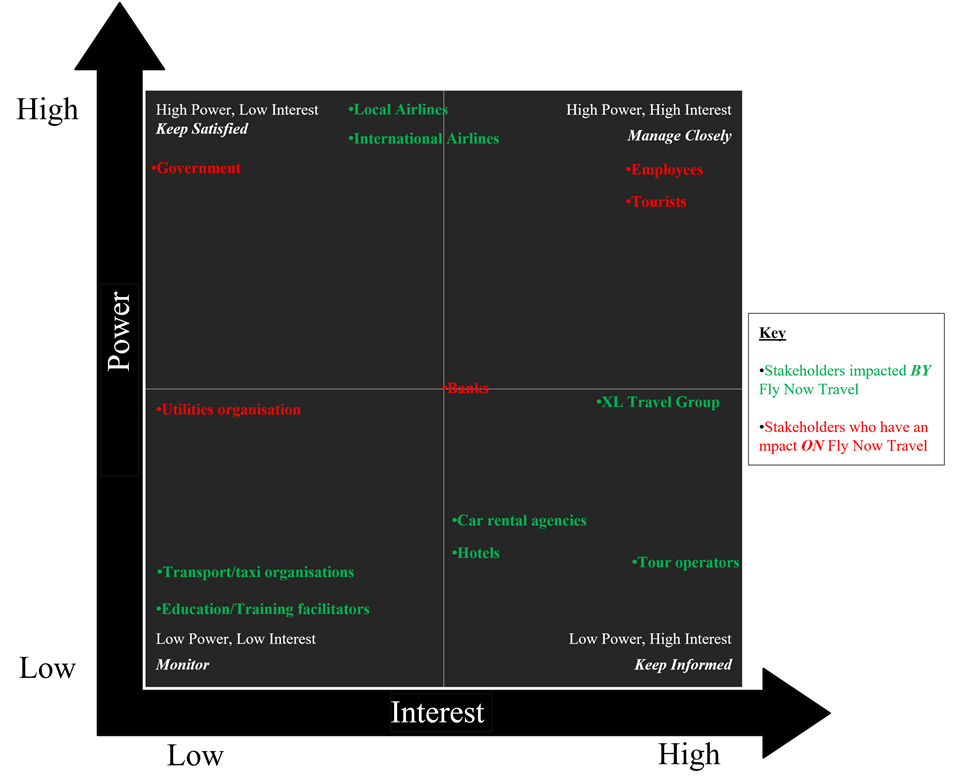 High
High Power, Low Interest
Keep Satisfied
•Local Airlines
•International Airlines
High Power, High Interest
Manage Closely
•Government
•Employees
•Tourists
Power
Key
•Stakeholders impacted BY
Fly Now Travel
•Stakeholders who have an
mpact ON Fly Now Travel
•Banks
•Utilities organisation
•XL Travel Group
•Car rental agencies
•Hotels
•Tour operators
•Transport/taxi organisations
•Education/Training facilitators
Low Power, Low Interest
Monitor
Low Power, High Interest
Keep Informed
Low
Interest
Low
High